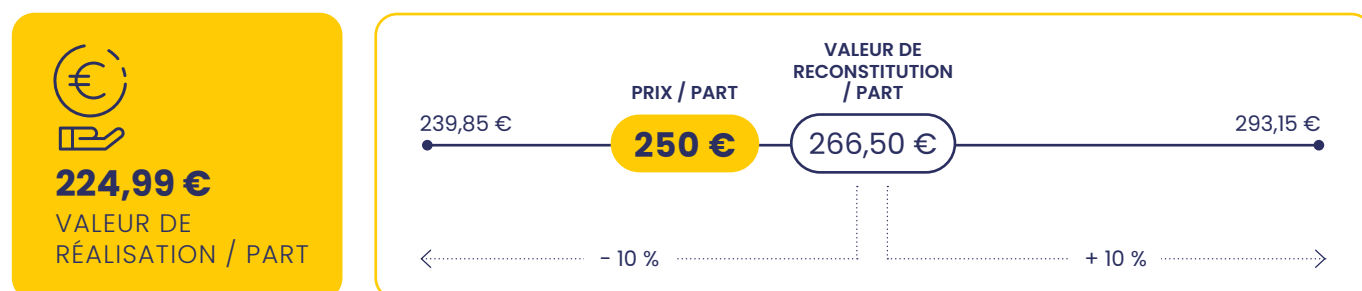 224,99 €
VALEUR DE
RÉALISATION / PART
VALEUR DE
RECONSTITUTION
/ PART
PRIX / PART
239,85 €
250 €
266,50 €
293,15 €
- 10 %
+ 10 %